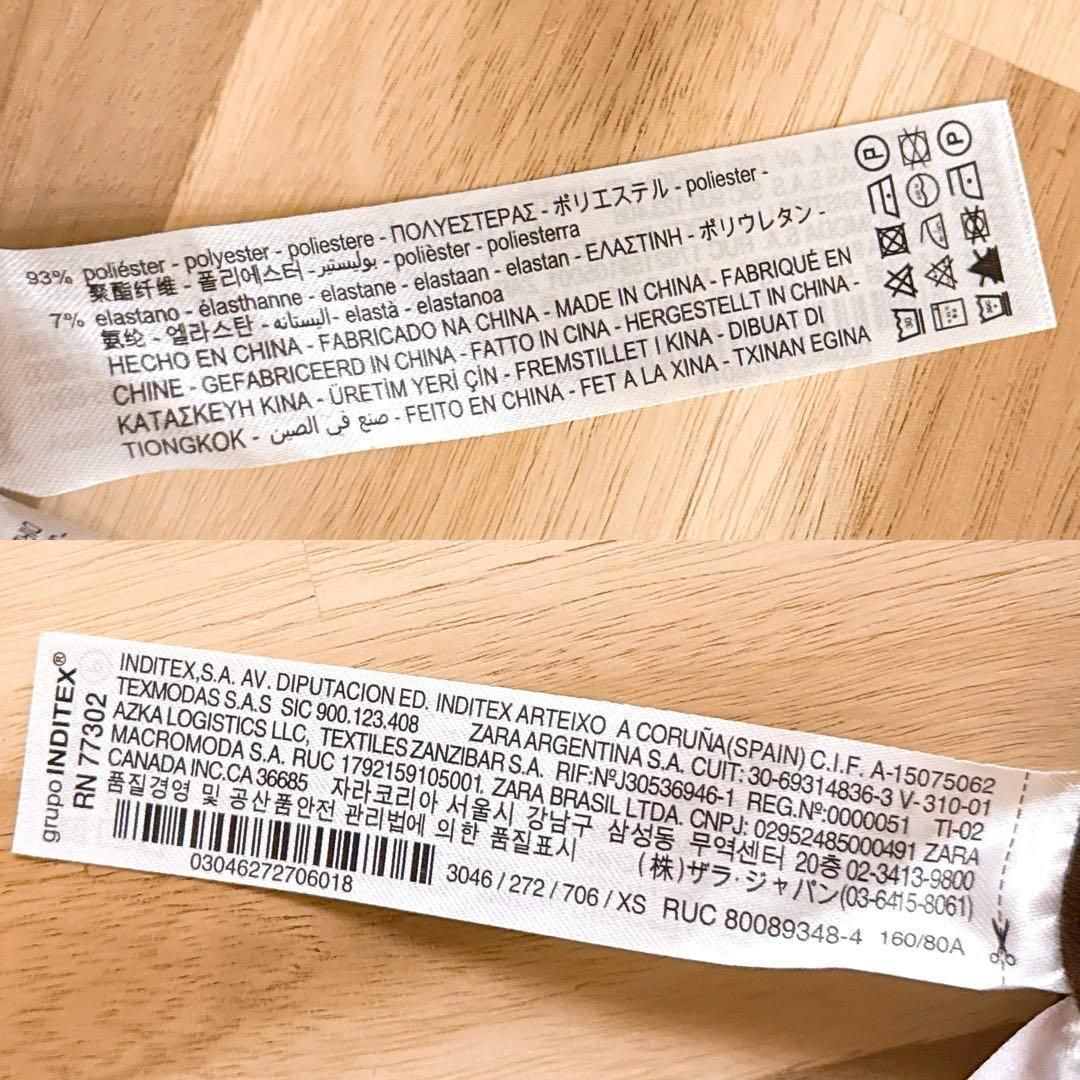 93% poliéster - polyester - poliestere - ΠΟΛΥΕΣΤΕΡΑΣ - ポリエステル - poliester -
聚酯纤维 - 폴리에스터 - بوليستير - polièster - poliesterra
7% elastano - élasthanne - elastane - elastaan - elastan - ΕΛΑΣΤΙΝΗ - ポリウレタン -
氨纶 - 엘라스탄 - اليستانه - elastà - elastanoa
HECHO EN CHINA - FABRICADO NA CHINA - MADE IN CHINA - FABRIQUÉ EN
CHINE - GEFABRICEERD IN CHINA - FATTO IN CINA - HERGESTELLT IN CHINA -
ΚΑΤΑΣΚΕΥΗ ΚΙΝΑ - ÜRETİM YERİ ÇİN - FREMSTILLET I KINA - DIBUAT DI
TIONGKOK - صنع في الصين - FEITO EN CHINA - FET A LA XINA - TXINAN EGINA
P P
grupo INDITEX®
RN 77302
INDITEX,S.A. AV. DIPUTACION ED. INDITEX ARTEIXO A CORUÑA(SPAIN) C.I.F. A-15075062
TEXMODAS S.A.S SIC 900.123.408 ZARA ARGENTINA S.A. CUIT: 30-69314836-3 V-310-01
AZKA LOGISTICS LLC, TEXTILES ZANZIBAR S.A. RIF:Nº J30536946-1 REG.Nº:0000051 TI-02
MACROMODA S.A. RUC 1792159105001. ZARA BRASIL LTDA. CNPJ: 02952485000491 ZARA
CANADA INC.CA 36685 자라코리아 서울시 강남구 삼성동 무역센터 20층 02-3413-9800
품질경영 및 공산품안전 관리법에 의한 품질표시 (株)ザラ・ジャパン(03-6415-8061)
03046272706018 3046 / 272 / 706 / XS RUC 80089348-4 160/80A